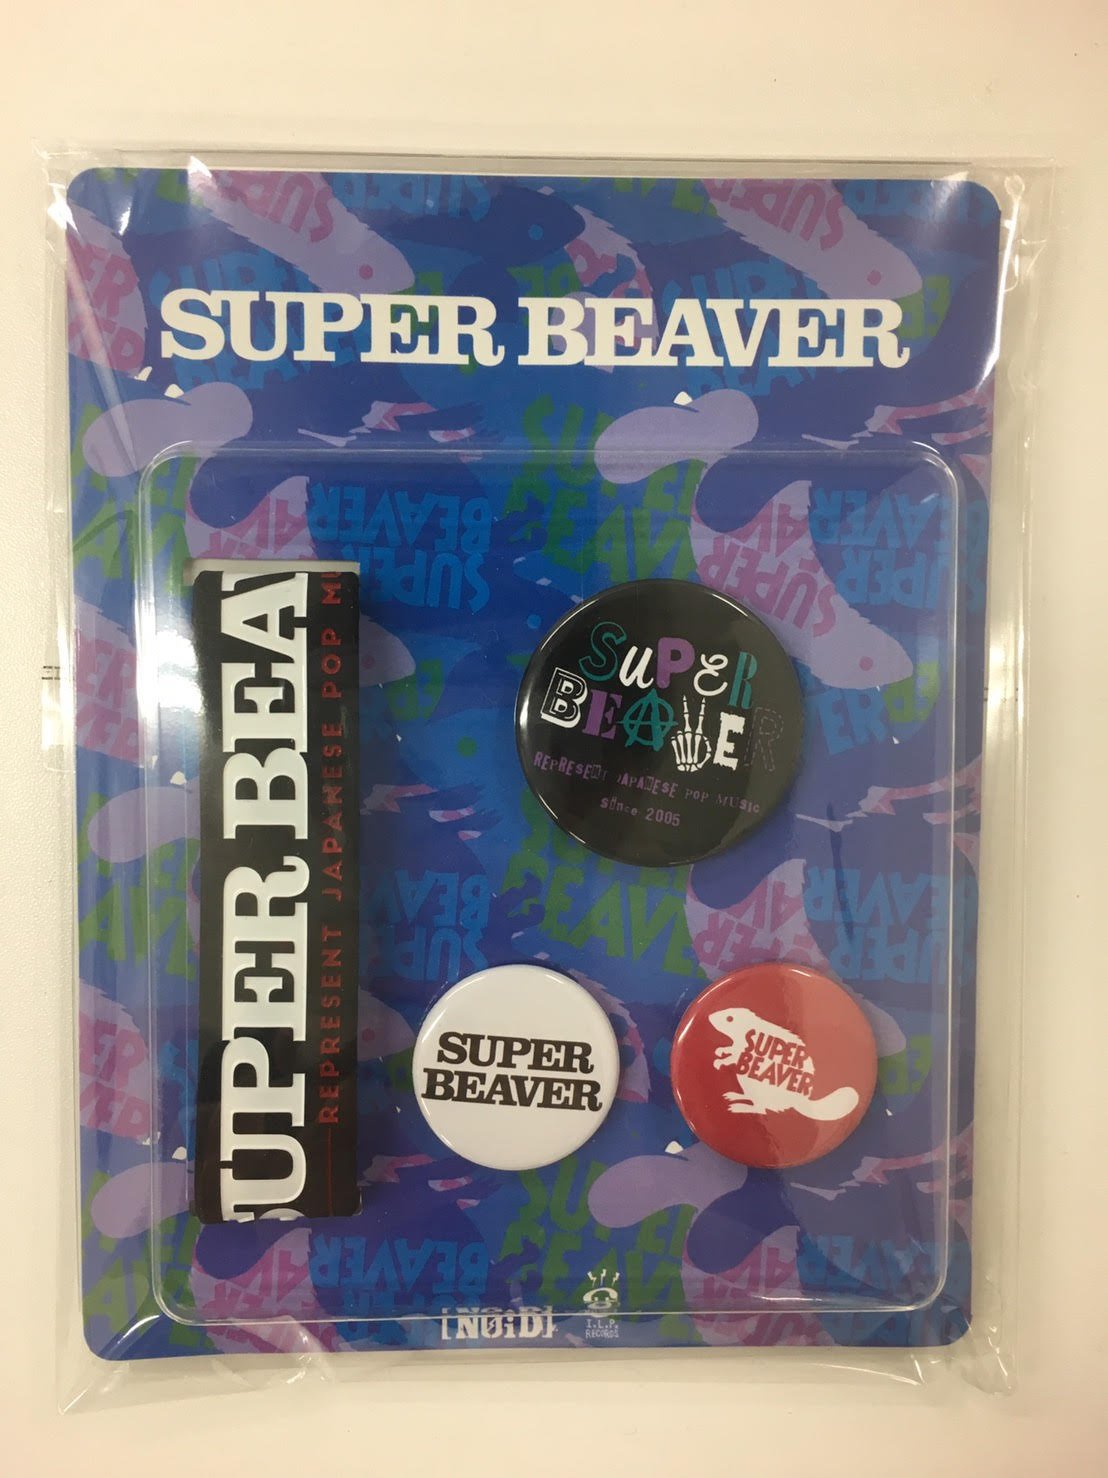 SUPER BEAVER
SUPER BEA
REPRESENT JAPANESE POP MU
SUPER
BEAVER
REPRESENT JAPANESE POP MUSIC
since 2005
SUPER
BEAVER
SUPER
BEAVER
[NOiD]
I.L.P.
RECORDS